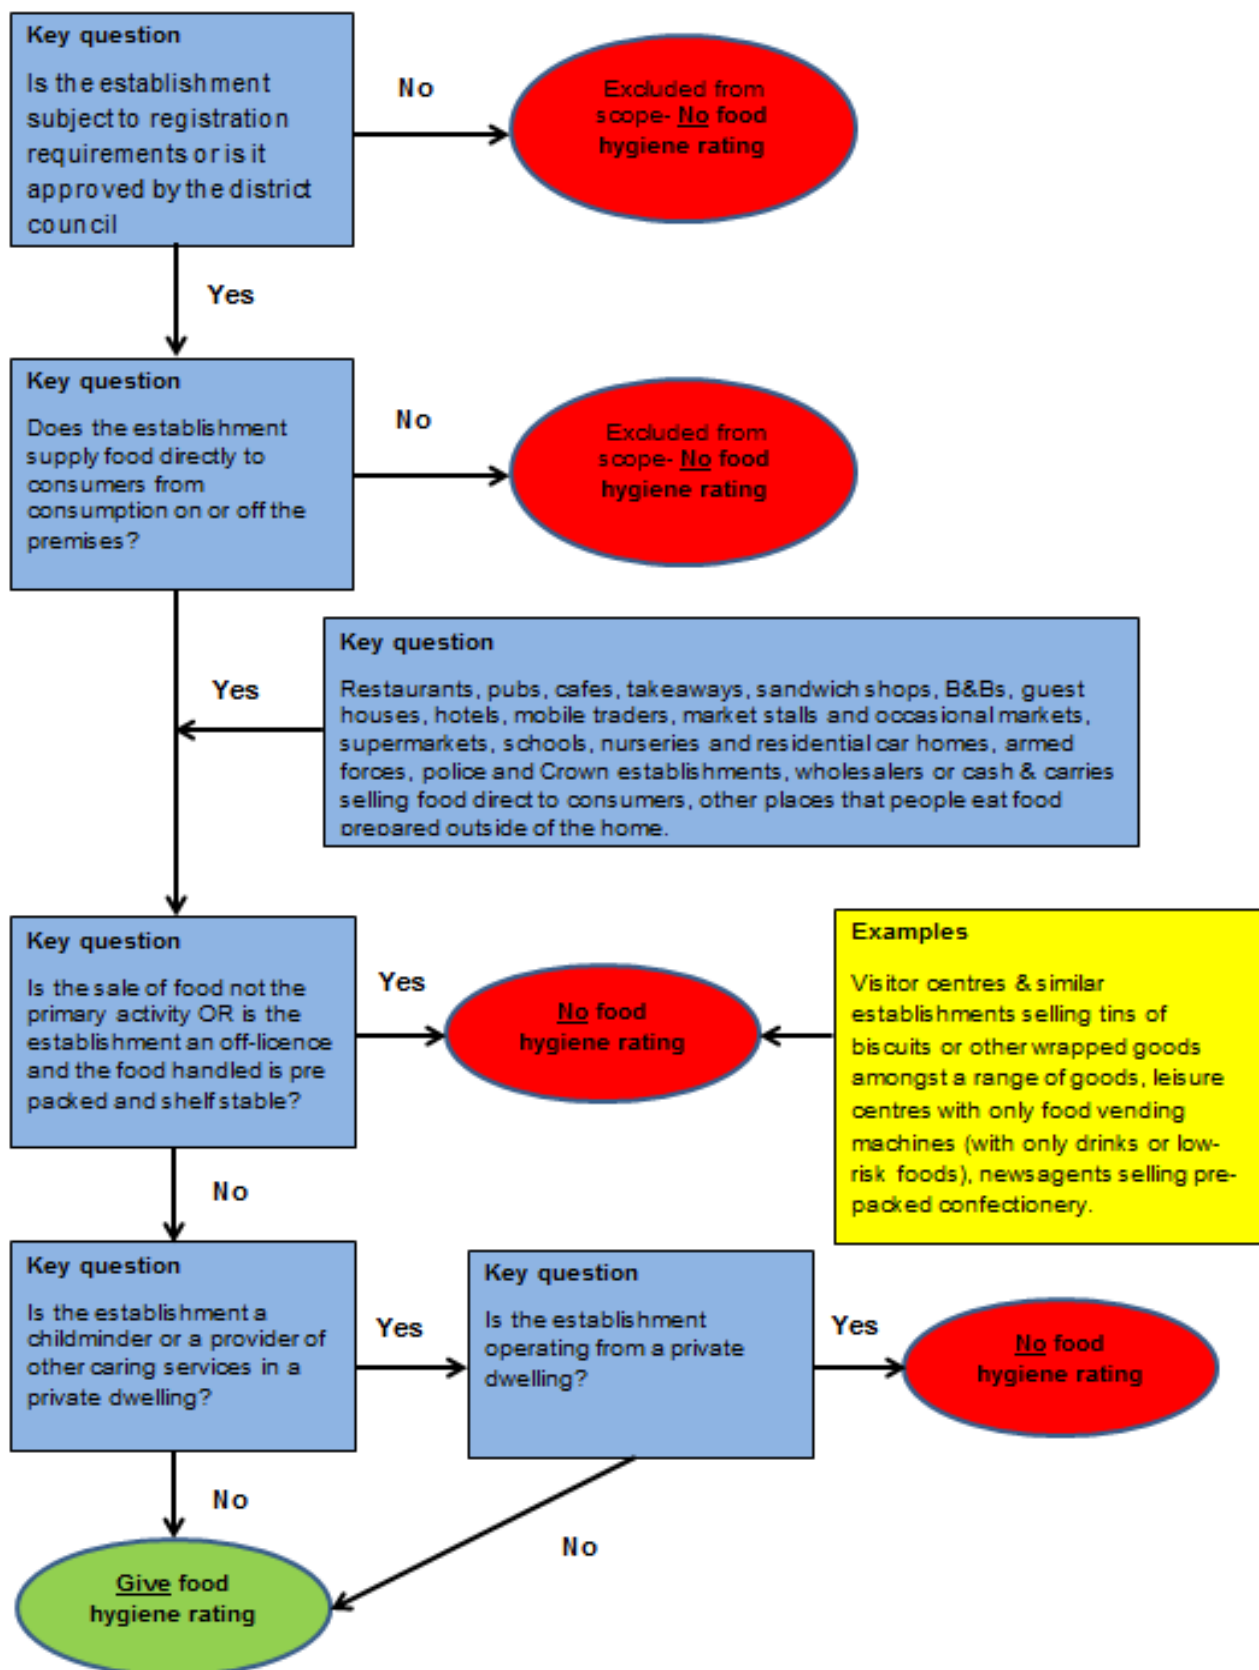 Key question
Is the establishment
subject to registration
requirements or is it
approved by the district
council
No
Excluded from
scope- No food
hygiene rating
Yes
Key question
Does the establishment
supply food directly to
consumers from
consumption on or off the
premises?
No
Excluded from
scope- No food
hygiene rating
Yes
Key question
Restaurants, pubs, cafes, takeaways, sandwich shops, B&Bs, guest
houses, hotels, mobile traders, market stalls and occasional markets,
supermarkets, schools, nurseries and residential car homes, armed
forces, police and Crown establishments, wholesalers or cash & carries
selling food direct to consumers, other places that people eat food
prepared outside of the home.
Key question
Is the sale of food not the
primary activity OR is the
establishment an off-licence
and the food handled is pre
packed and shelf stable?
Yes
No food
hygiene rating
Examples
Visitor centres & similar
establishments selling tins of
biscuits or other wrapped goods
amongst a range of goods, leisure
centres with only food vending
machines (with only drinks or low-
risk foods), newsagents selling pre-
packed confectionery.
No
Key question
Is the establishment a
childminder or a provider of
other caring services in a
private dwelling?
Yes
Key question
Is the establishment
operating from a private
dwelling?
Yes
No food
hygiene rating
No
No
Give food
hygiene rating